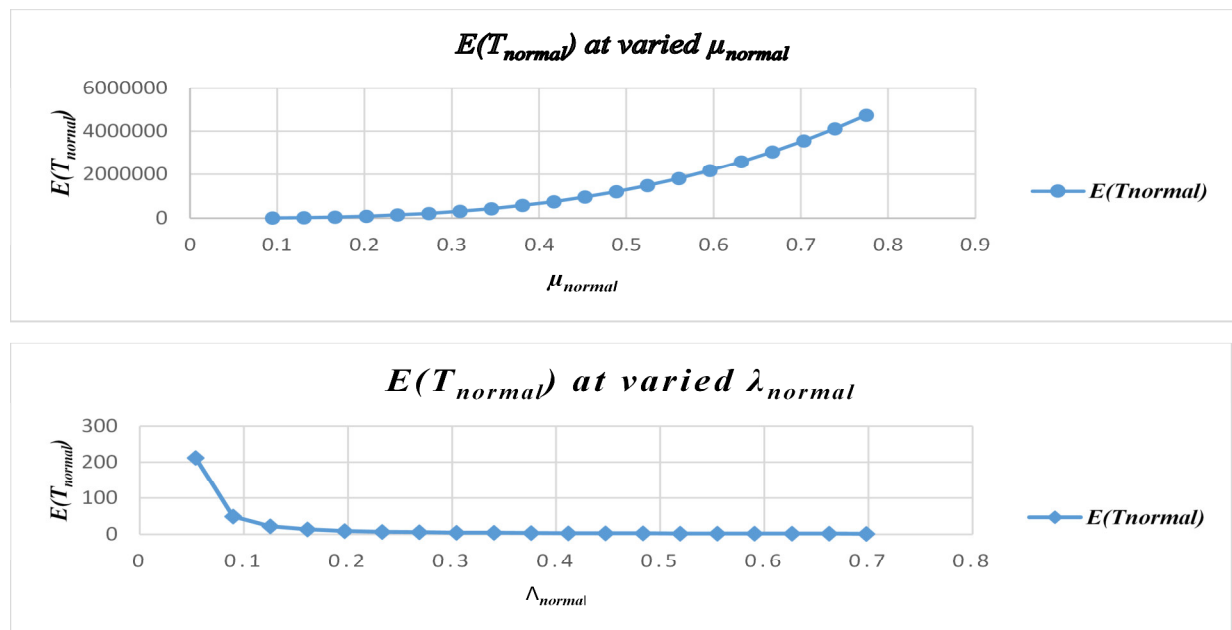 E(Tnormal) at varied μnormal
6000000
4000000
2000000
0
E(Tnormal)
0 0.1 0.2 0.3 0.4 0.5 0.6 0.7 0.8 0.9
μnormal
E(Tnormal)
E(Tnormal) at varied λnormal
300
200
100
0
E(Tnormal)
0 0.1 0.2 0.3 0.4 0.5 0.6 0.7 0.8
Λnormal
E(Tnormal)